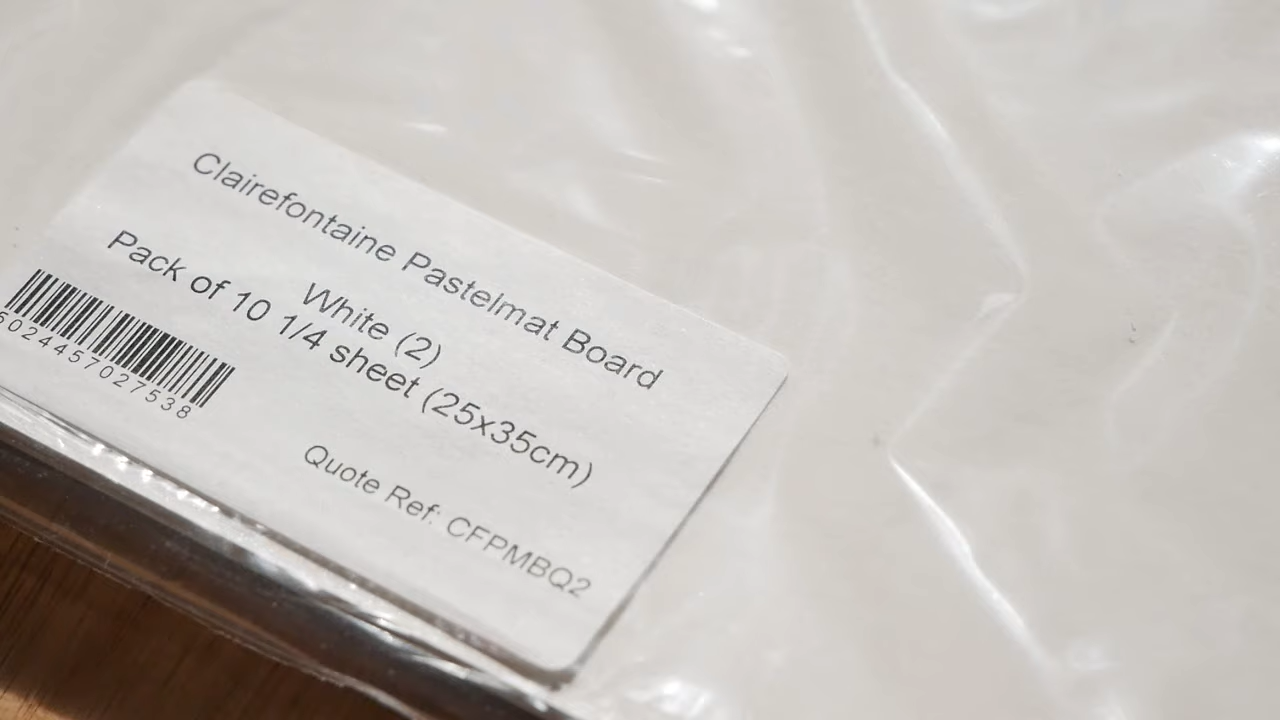 Clairefontaine Pastelmat Board
White (2)
Pack of 10 1/4 sheet (25x35cm)
5024457027538
Quote Ref: CFPMBQ2